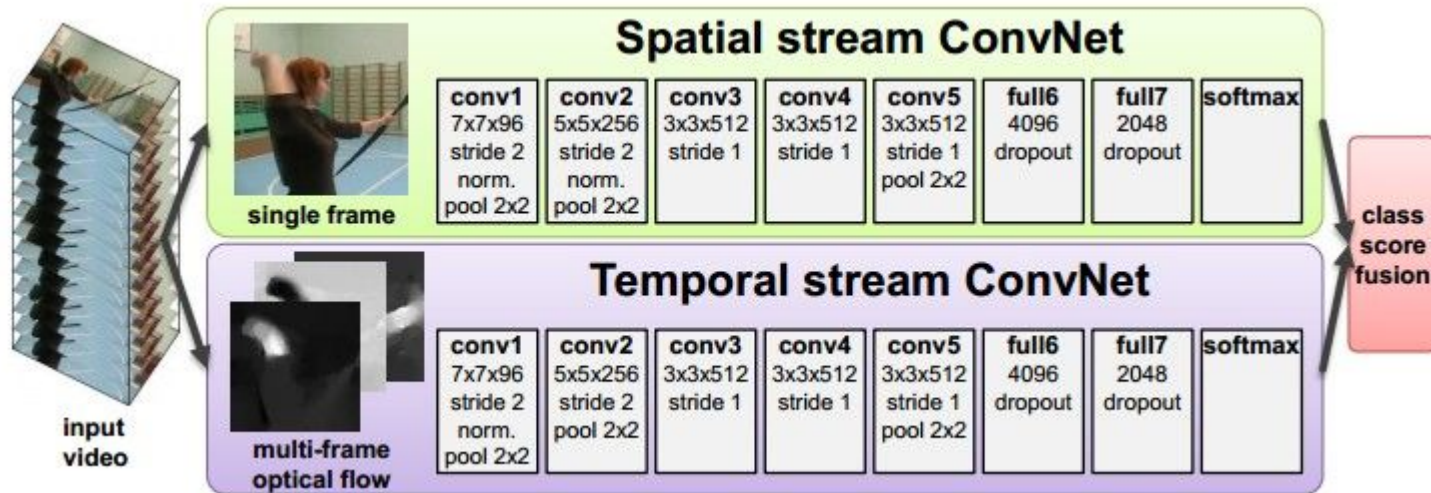 Spatial stream ConvNet
conv1
7x7x96
stride 2
norm.
pool 2x2
conv2
5x5x256
stride 2
norm.
pool 2x2
conv3
3x3x512
stride 1
conv4
3x3x512
stride 1
conv5
3x3x512
stride 1
pool 2x2
full6
4096
dropout
full7
2048
dropout
softmax
single frame
Temporal stream ConvNet
conv1
7x7x96
stride 2
norm.
pool 2x2
conv2
5x5x256
stride 2
pool 2x2
conv3
3x3x512
stride 1
conv4
3x3x512
stride 1
conv5
3x3x512
stride 1
pool 2x2
full6
4096
dropout
full7
2048
dropout
softmax
multi-frame
optical flow
input
video
class
score
fusion